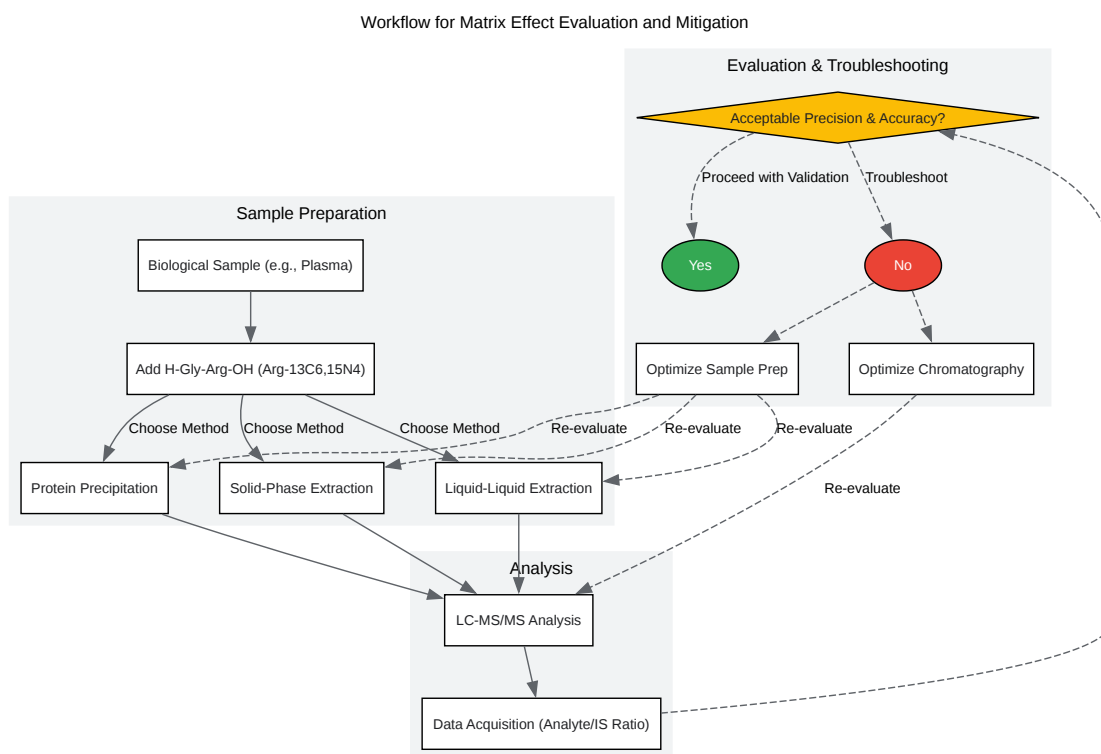 Workflow for Matrix Effect Evaluation and Mitigation
Evaluation & Troubleshooting
Acceptable Precision & Accuracy?
Proceed with Validation
Troubleshoot
Yes
No
Optimize Sample Prep
Optimize Chromatography
Sample Preparation
Biological Sample (e.g., Plasma)
Add H-Gly-Arg-OH (Arg-13C6,15N4)
Choose Method
Choose Method
Choose Method
Re-evaluate
Re-evaluate
Re-evaluate
Re-evaluate
Protein Precipitation
Solid-Phase Extraction
Liquid-Liquid Extraction
Analysis
LC-MS/MS Analysis
Data Acquisition (Analyte/IS Ratio)